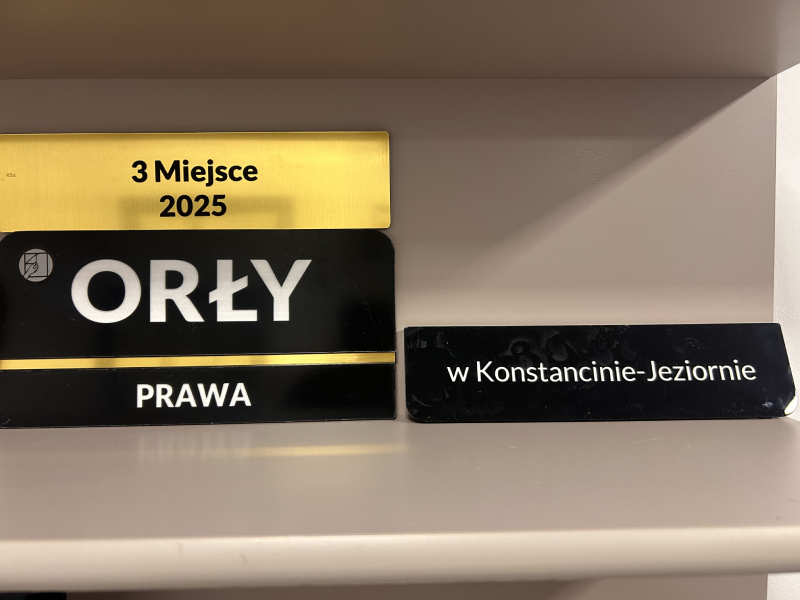 3 Miejsce
2025
ORŁY
PRAWA
w Konstancinie-Jeziornie